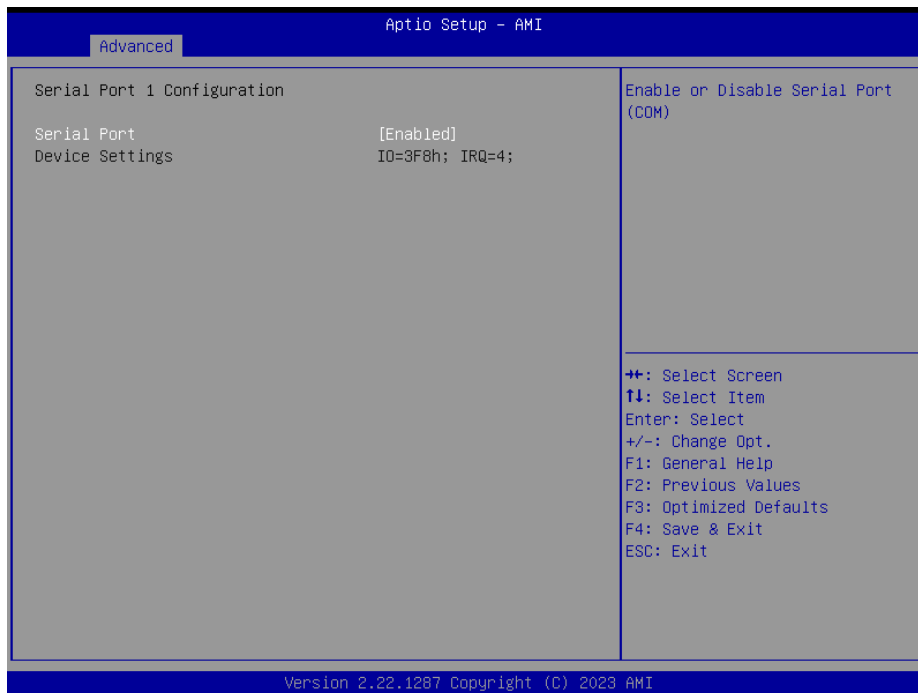 Aptio Setup – AMI
Advanced
Serial Port 1 Configuration
Serial Port [Enabled]
Device Settings IO=3F8h; IRQ=4;
Enable or Disable Serial Port
(COM)
→←: Select Screen
↑↓: Select Item
Enter: Select
+/-: Change Opt.
F1: General Help
F2: Previous Values
F3: Optimized Defaults
F4: Save & Exit
ESC: Exit
Version 2.22.1287 Copyright (C) 2023 AMI